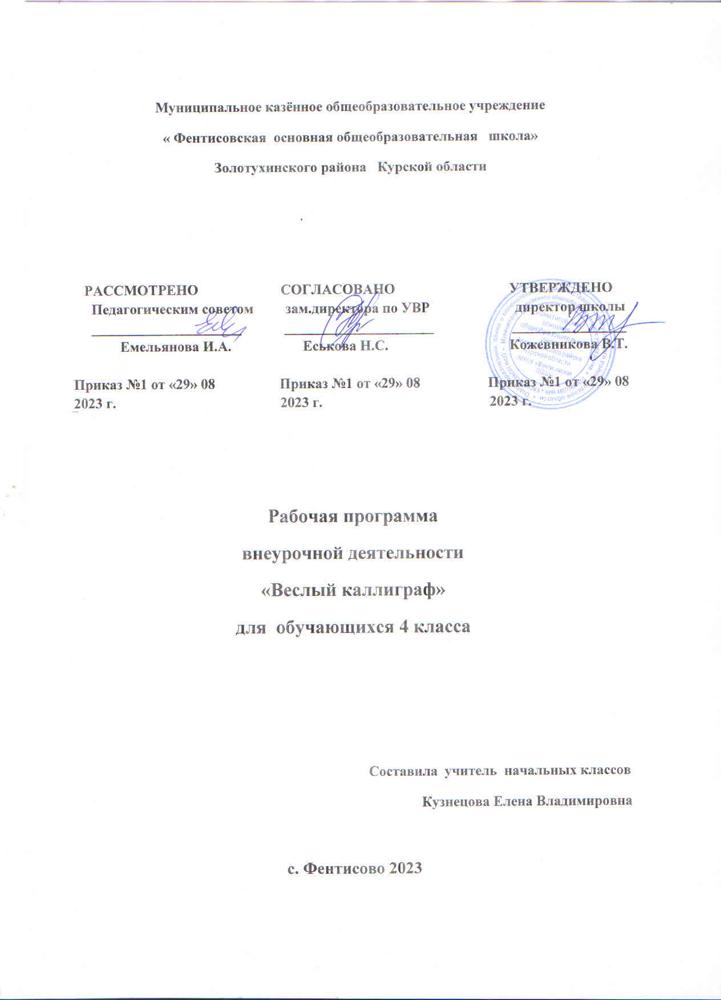 Муниципальное казённое общеобразовательное учреждение
« Фентисовская основная общеобразовательная школа»
Золотухинского района Курской области
РАССМОТРЕНО
Педагогическим советом
Емельянова И.А.
Приказ №1 от «29» 08
2023 г.
СОГЛАСОВАНО
зам.директора по УВР
Еськова Н.С.
Приказ №1 от «29» 08
2023 г.
УТВЕРЖДЕНО
директор школы
Кожевникова В.Т.
Приказ №1 от «29» 08
2023 г.
Рабочая программа
внеурочной деятельности
«Веслый каллиграф»
для обучающихся 4 класса
Составила учитель начальных классов
Кузнецова Елена Владимировна
с. Фентисово 2023